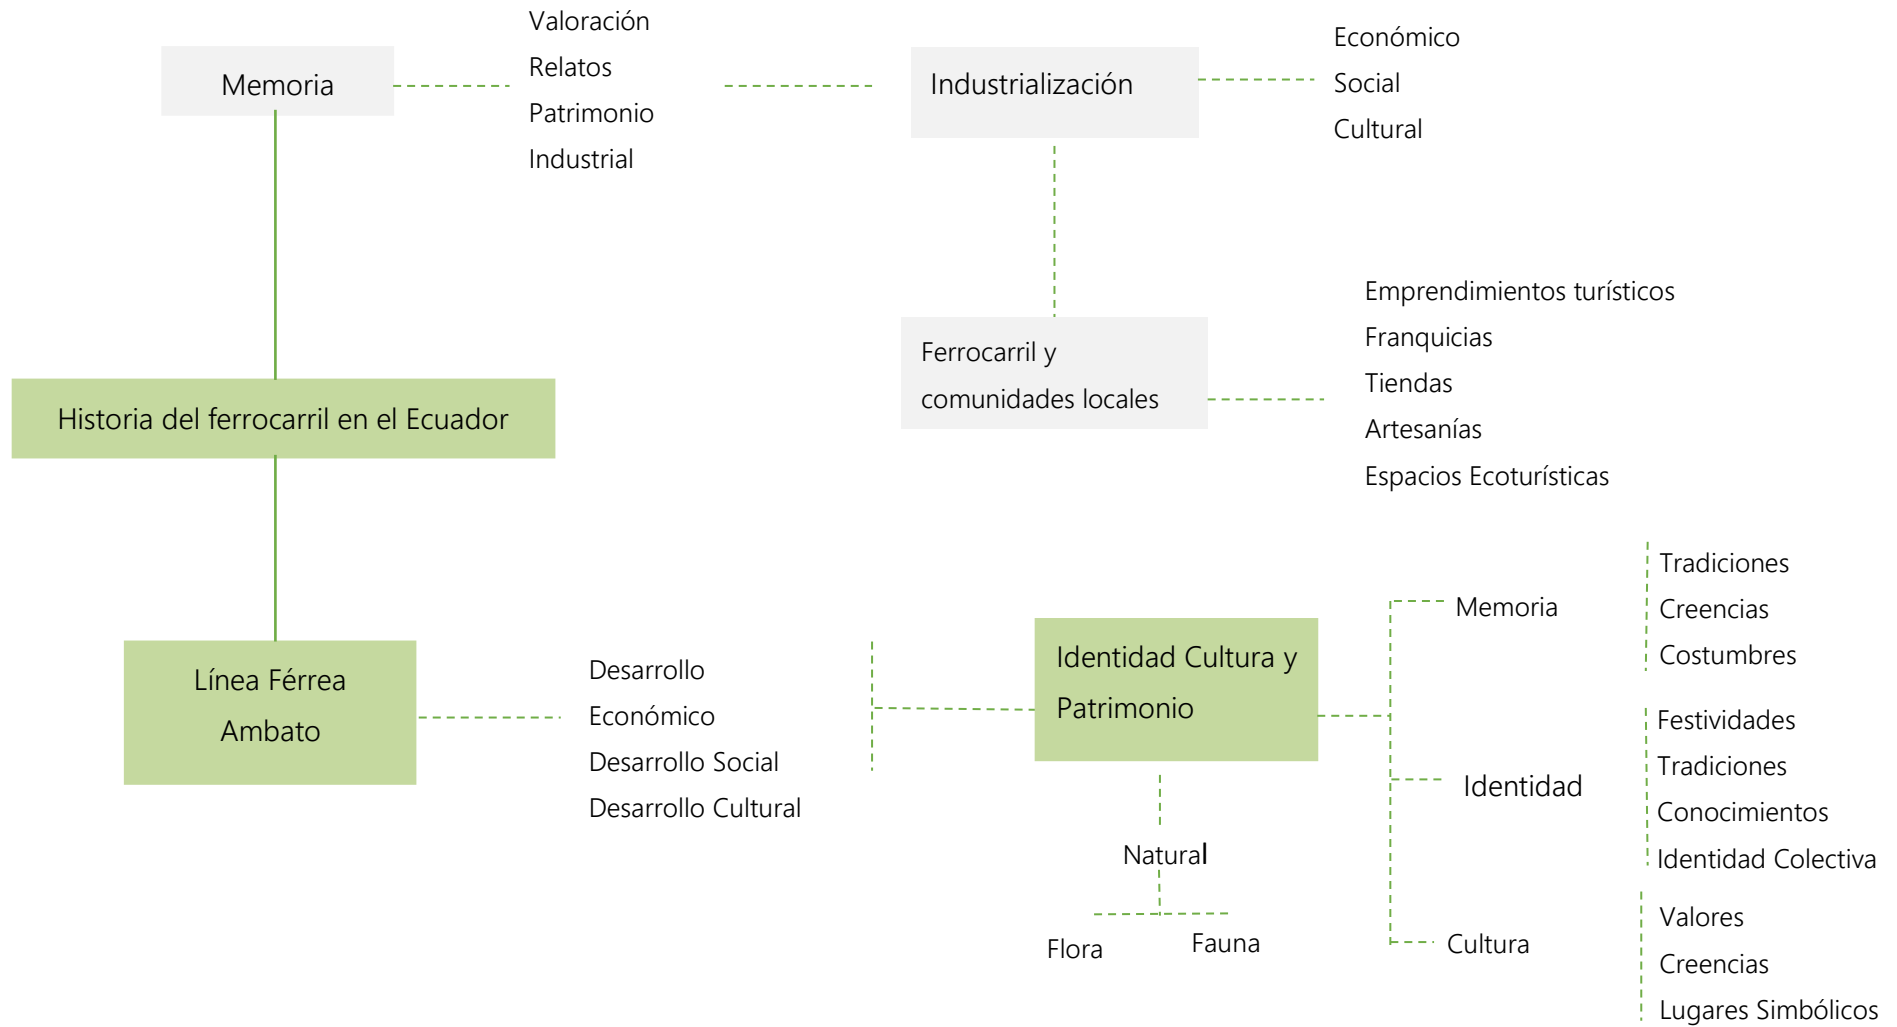 Memoria
Valoración
Relatos
Patrimonio
Industrial
Industrialización
Económico
Social
Cultural
Ferrocarril y
comunidades locales
Emprendimientos turísticos
Franquicias
Tiendas
Artesanías
Espacios Ecoturísticas
Historia del ferrocarril en el Ecuador
Línea Férrea
Ambato
Desarrollo
Económico
Desarrollo Social
Desarrollo Cultural
Identidad Cultura y
Patrimonio
Natural
Flora
Fauna
Memoria
Tradiciones
Creencias
Costumbres
Identidad
Festividades
Tradiciones
Conocimientos
Identidad Colectiva
Cultura
Valores
Creencias
Lugares Simbólicos